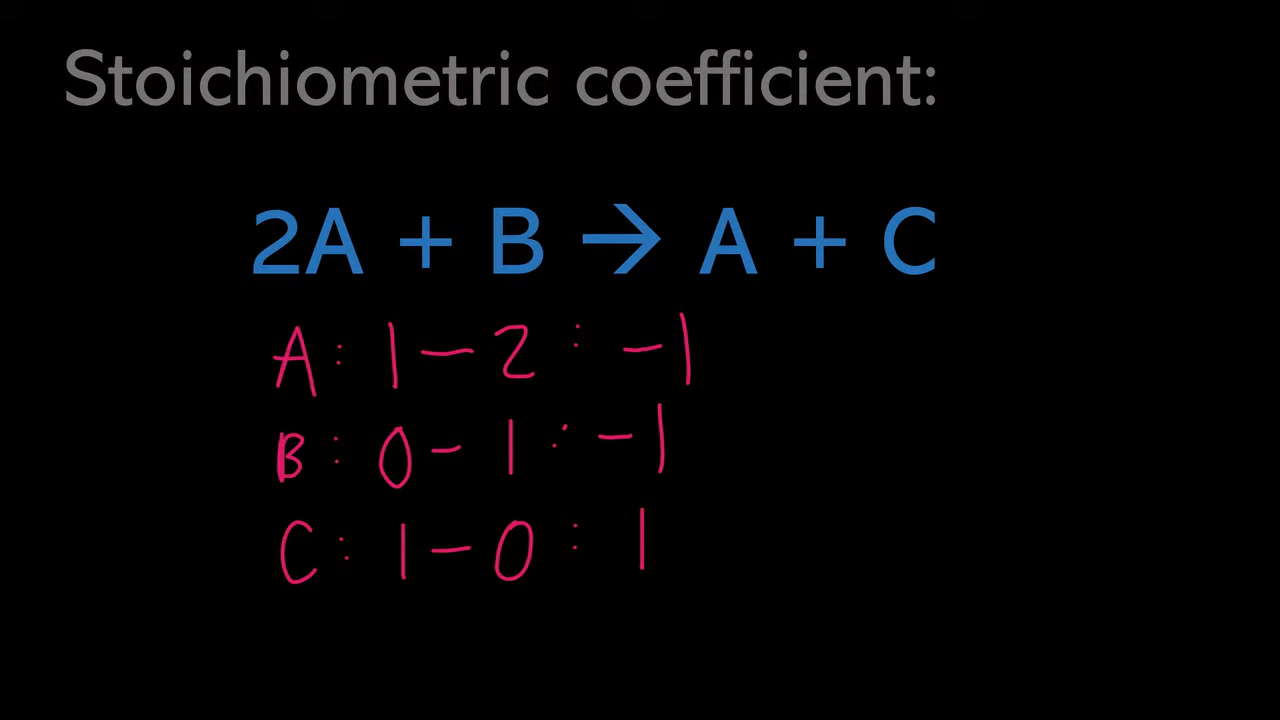 Stoichiometric coefficient:
2A + B → A + C
A: 1 - 2 : -1
B: 0 - 1 : -1
C: 1 - 0 : 1